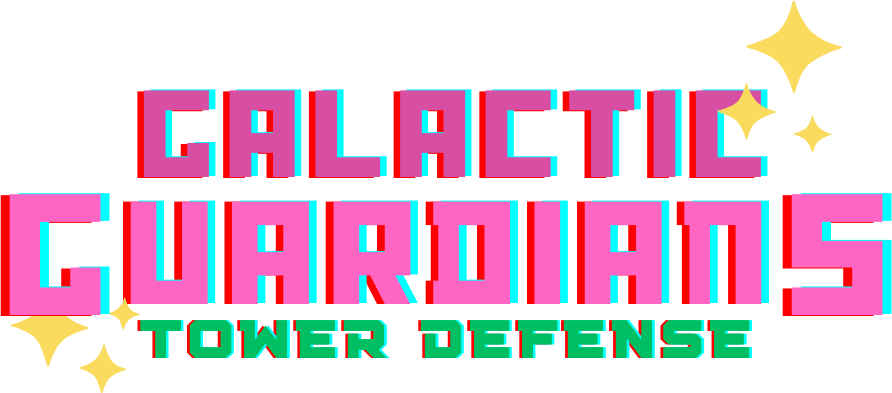 GALACTIC
GUARDIANS
TOWER DEFENSE